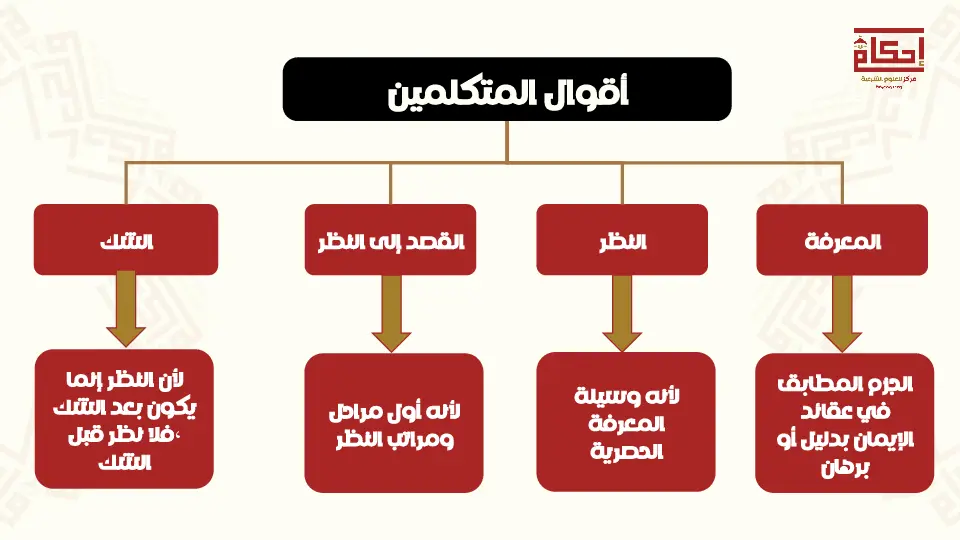 إحكام
مركز للعلوم الشرعية
أقوال المتكلمين
المعرفة
النظر
القصد إلى النظر
الشك
الجزم المطابق
في عقائد
الإيمان بدليل أو
برهان
لأنه وسيلة
المعرفة
الحصرية
لأنه أول مراحل
ومراتب النظر
لأن النظر إنما
يكون بعد الشك
،فلا نظر قبل
الشك